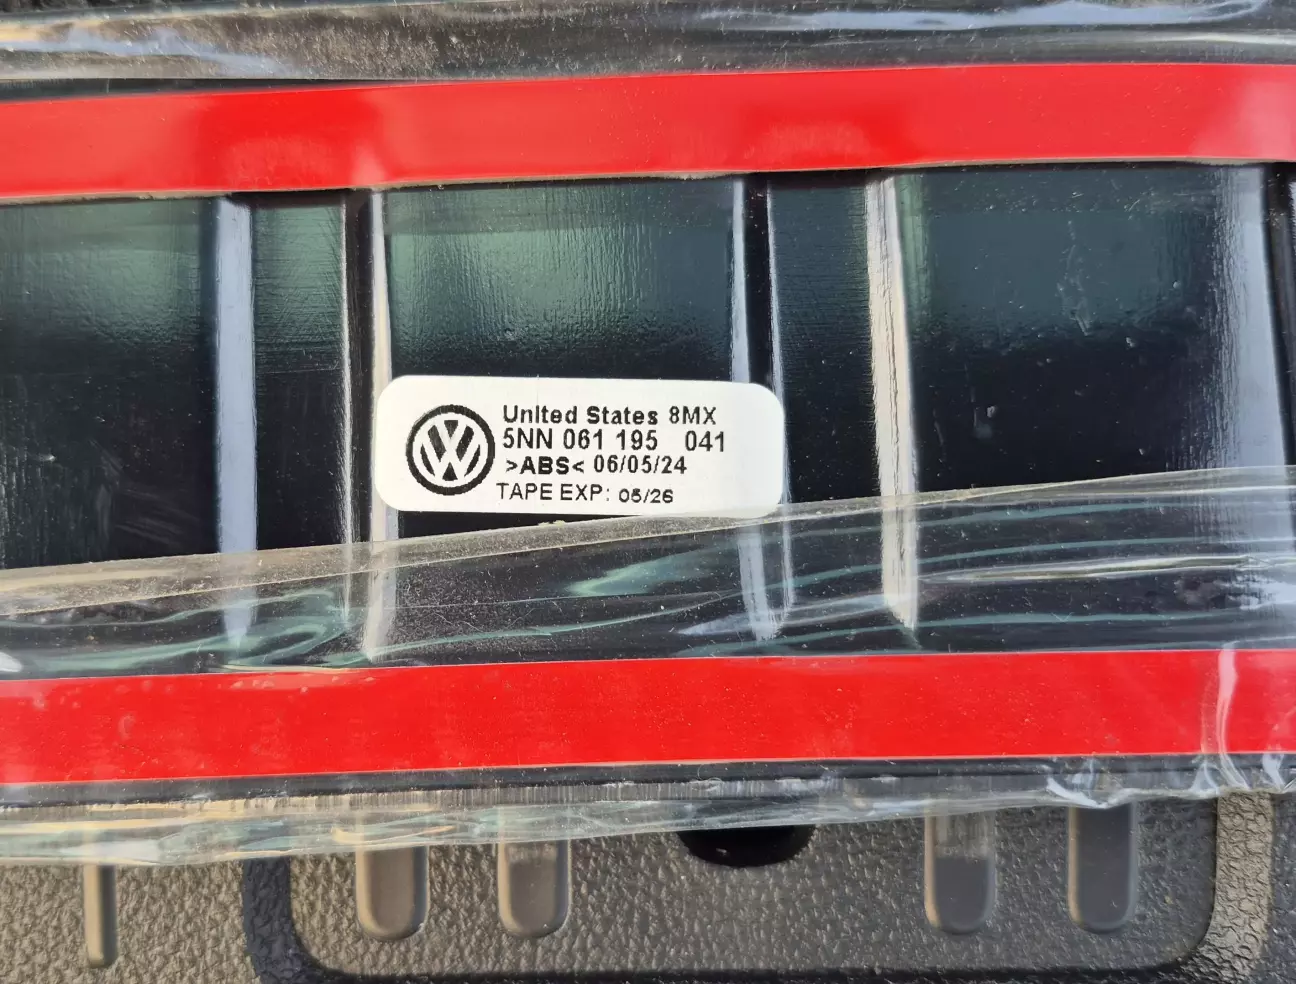 United States 8MX
5NN 061 195 041
>ABS< 06/05/24
TAPE EXP: 05/26